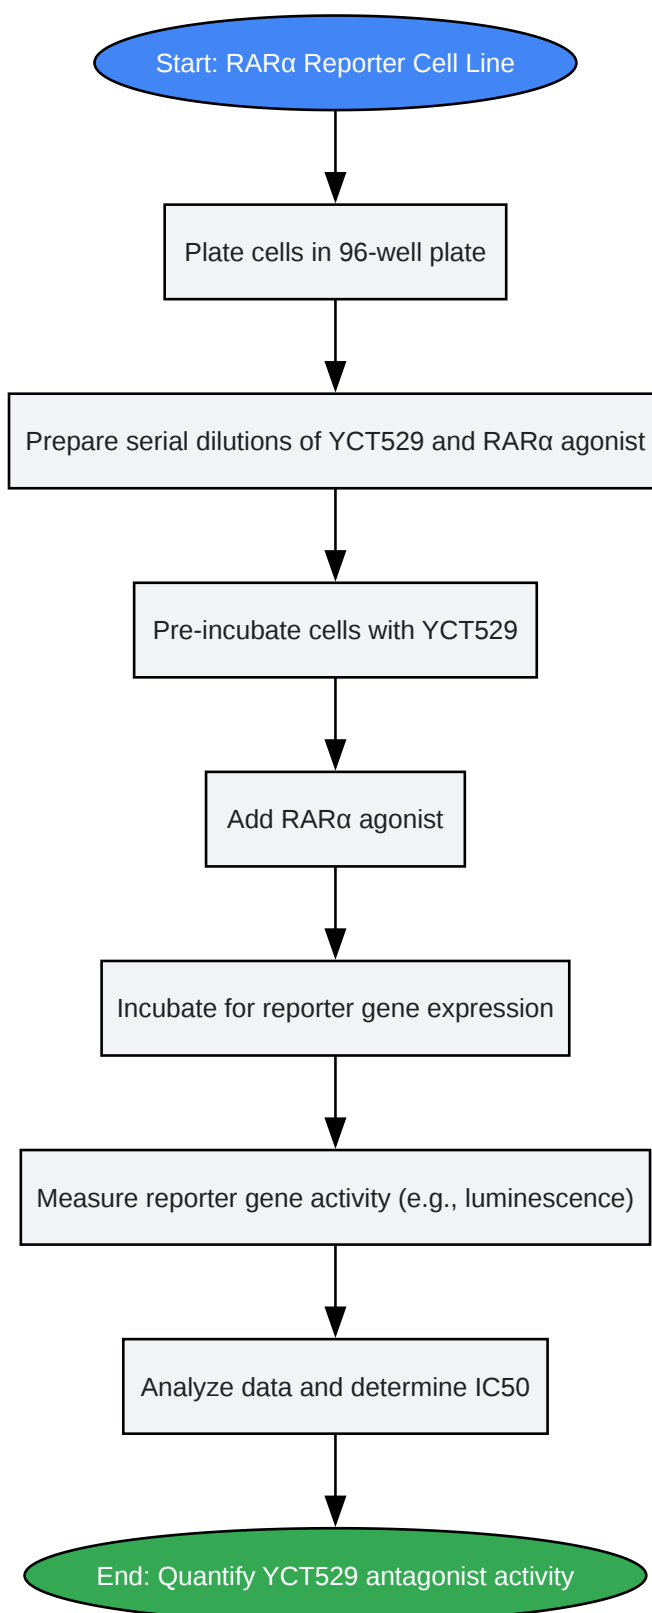 Start: RARα Reporter Cell Line
Plate cells in 96-well plate
Prepare serial dilutions of YCT529 and RARα agonist
Pre-incubate cells with YCT529
Add RARα agonist
Incubate for reporter gene expression
Measure reporter gene activity (e.g., luminescence)
Analyze data and determine IC50
End: Quantify YCT529 antagonist activity